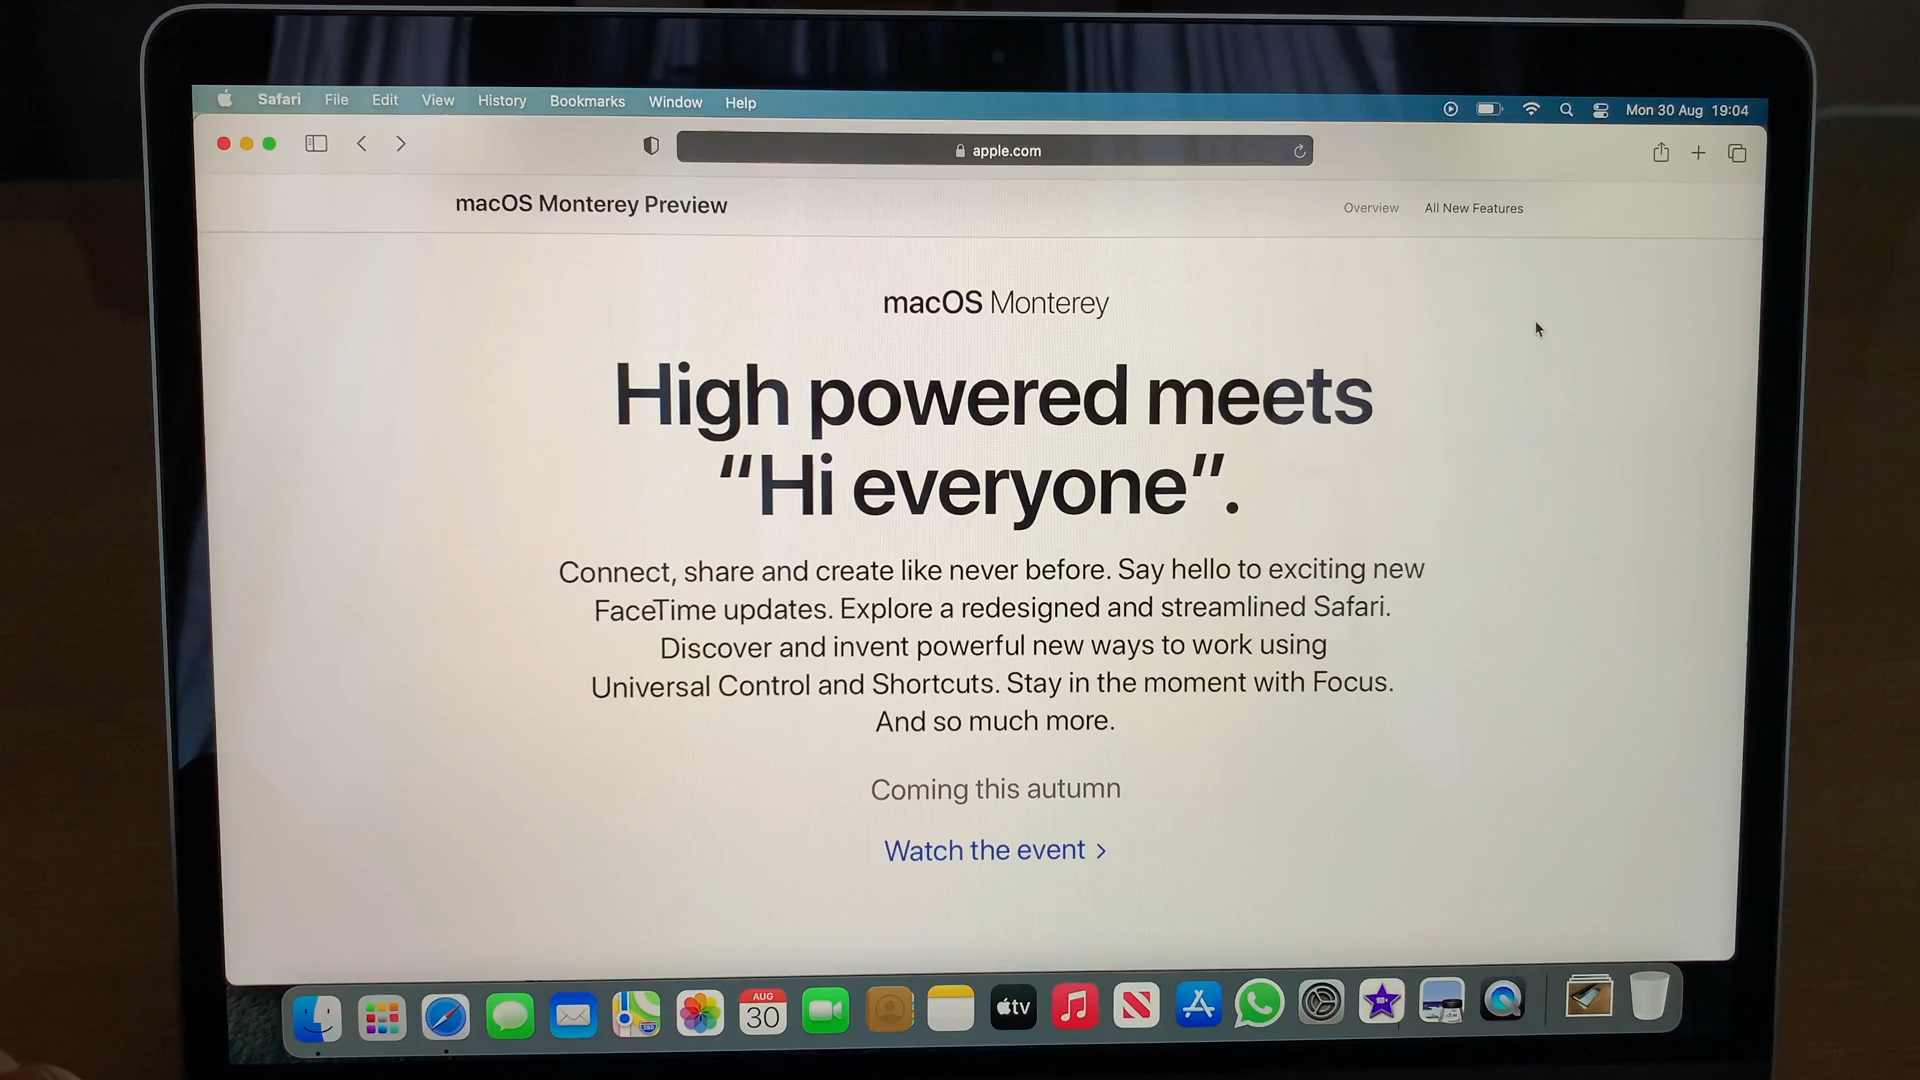 Safari File Edit View History Bookmarks Window Help Mon 30 Aug 19:04
apple.com
macOS Monterey Preview Overview All New Features
macOS Monterey
High powered meets
“Hi everyone”.
Connect, share and create like never before. Say hello to exciting new
FaceTime updates. Explore a redesigned and streamlined Safari.
Discover and invent powerful new ways to work using
Universal Control and Shortcuts. Stay in the moment with Focus.
And so much more.
Coming this autumn
Watch the event >
AUG
30
tv